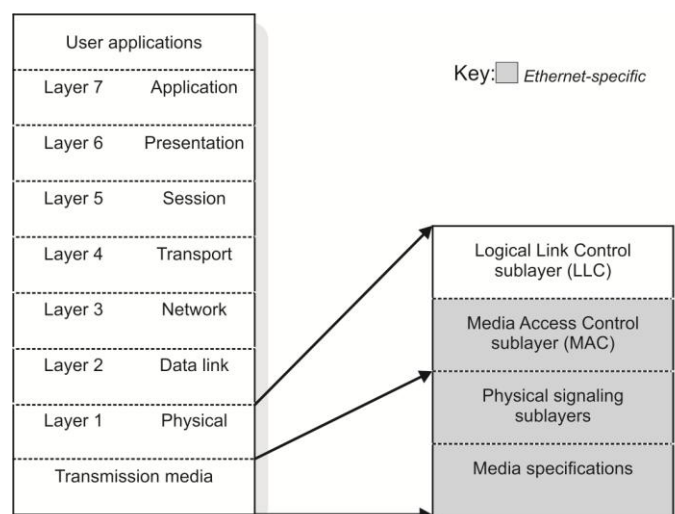 User applications
Layer 7 Application
Layer 6 Presentation
Layer 5 Session
Layer 4 Transport
Layer 3 Network
Layer 2 Data link
Layer 1 Physical
Transmission media
Key: Ethernet-specific
Logical Link Control
sublayer (LLC)
Media Access Control
sublayer (MAC)
Physical signaling
sublayers
Media specifications